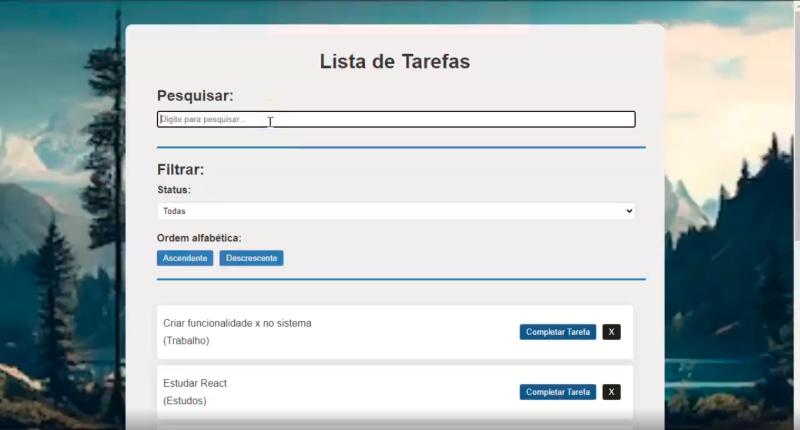 Lista de Tarefas
Pesquisar:
Digite para pesquisar...
Filtrar:
Status:
Todas
Ordem alfabética:
Ascendente Descrescente
Criar funcionalidade x no sistema
(Trabalho)
Completar Tarefa X
Estudar React
(Estudos)
Completar Tarefa X